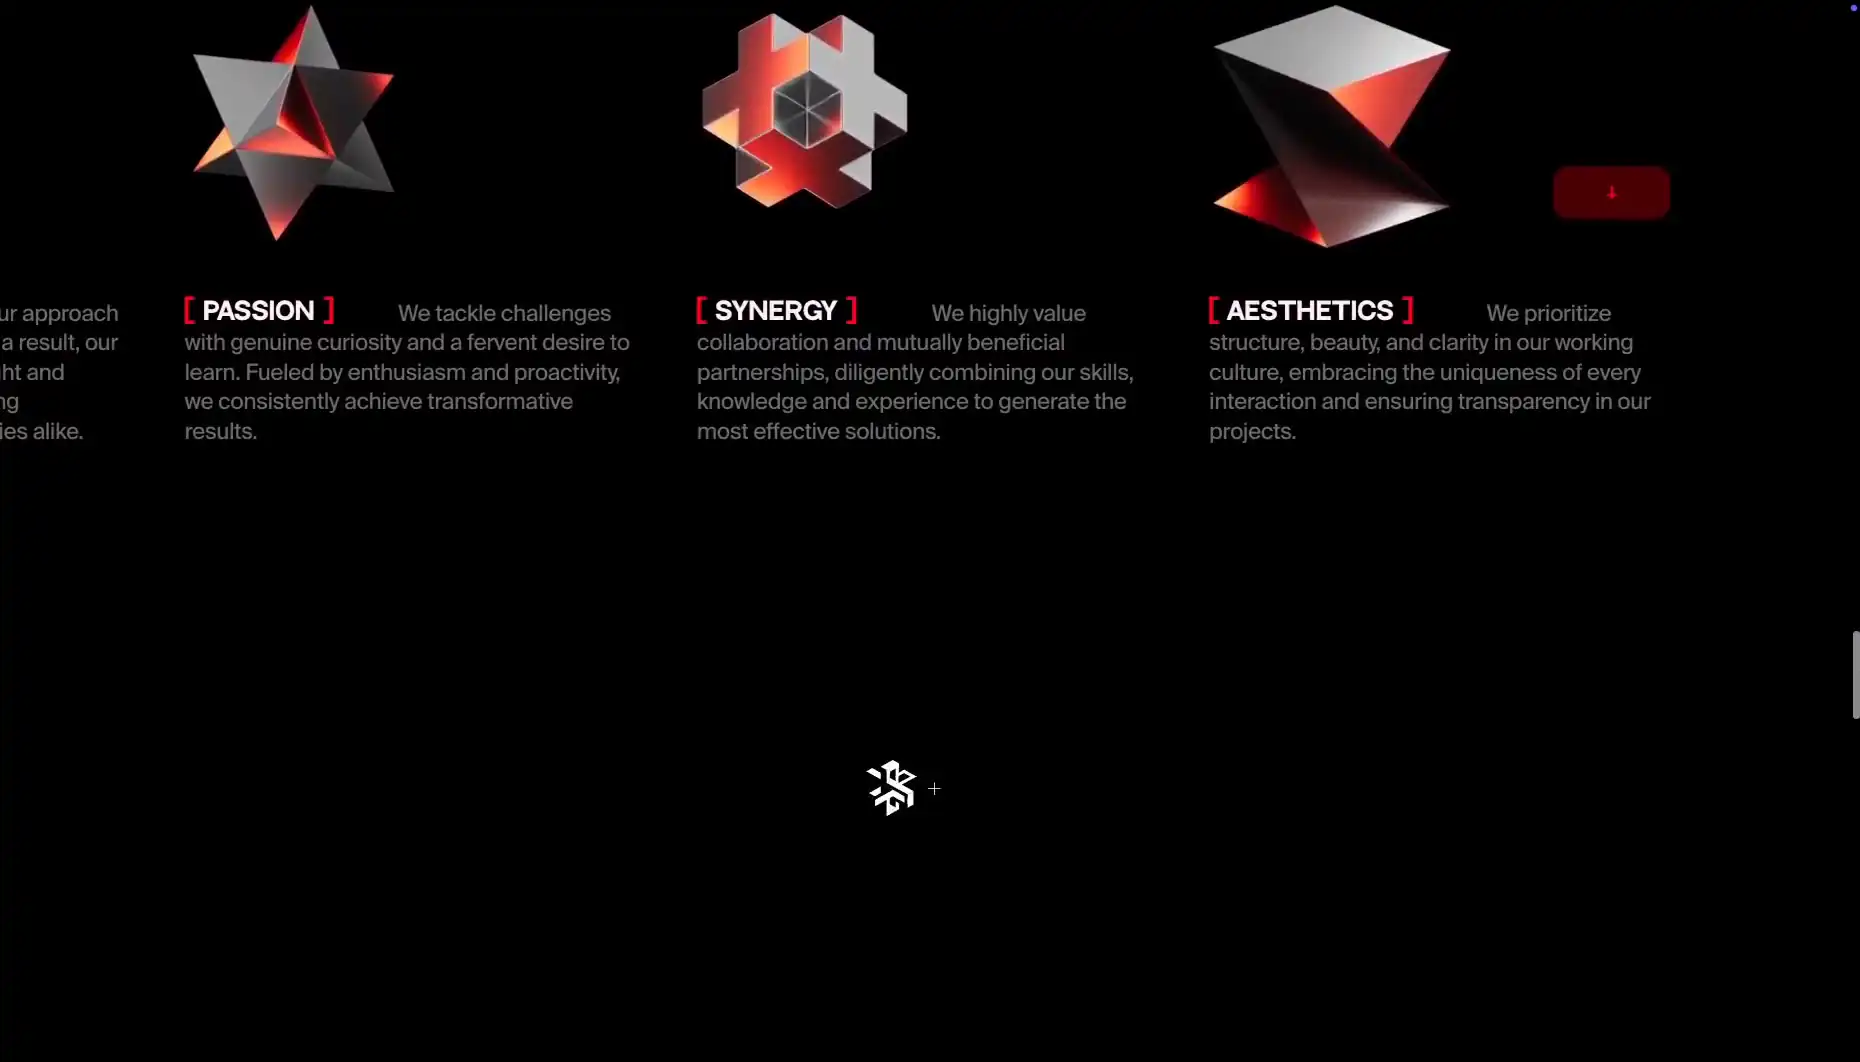 ur approach
a result, our
ht and
ng
ies alike.
[ PASSION ] We tackle challenges
with genuine curiosity and a fervent desire to
learn. Fueled by enthusiasm and proactivity,
we consistently achieve transformative
results.
[ SYNERGY ] We highly value
collaboration and mutually beneficial
partnerships, diligently combining our skills,
knowledge and experience to generate the
most effective solutions.
[ AESTHETICS ] We prioritize
structure, beauty, and clarity in our working
culture, embracing the uniqueness of every
interaction and ensuring transparency in our
projects.